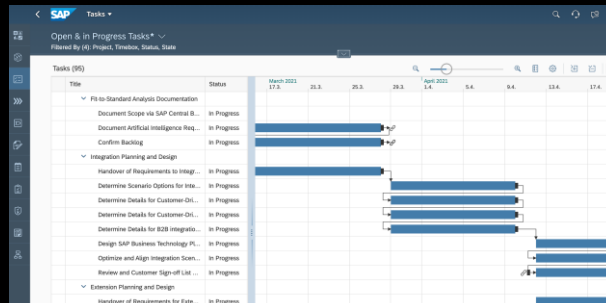 SAP Tasks
Open & In Progress Tasks*
Filtered By (4): Project, Timebox, Status, State
Tasks (95)
Title Status March 2021 April 2021
17.3. 21.3. 25.3. 29.3. 1.4. 5.4. 9.4. 13.4. 17.4.
Fit-to-Standard Analysis Documentation
Document Scope via SAP Central B... In Progress
Document Artificial Intelligence Req... In Progress
Confirm Backlog In Progress
Integration Planning and Design
Handover of Requirements to Integr... In Progress
Determine Scenario Options for Inte... In Progress
Determine Details for Customer-Dri... In Progress
Determine Details for Customer-Dri... In Progress
Determine Details for B2B integratio... In Progress
Design SAP Business Technology Pl... In Progress
Optimize and Align Integration Scen... In Progress
Review and Customer Sign-off List ... In Progress
Extension Planning and Design
Handover of Requirements for Exte... In Progress